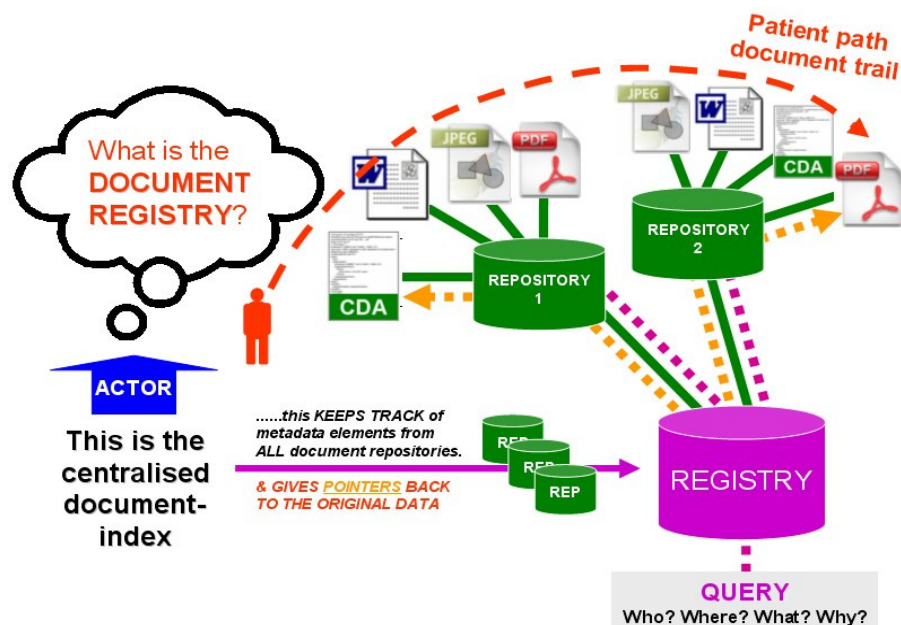 Patient path
document trail
What is the
DOCUMENT
REGISTRY?
W
JPEG
PDF
JPEG
W
CDA
PDF
CDA
REPOSITORY
1
REPOSITORY
2
ACTOR
This is the
centralised
document-
index
......this KEEPS TRACK of
metadata elements from
ALL document repositories.
& GIVES POINTERS BACK
TO THE ORIGINAL DATA
REP
REP
REP
REGISTRY
QUERY
Who? Where? What? Why?